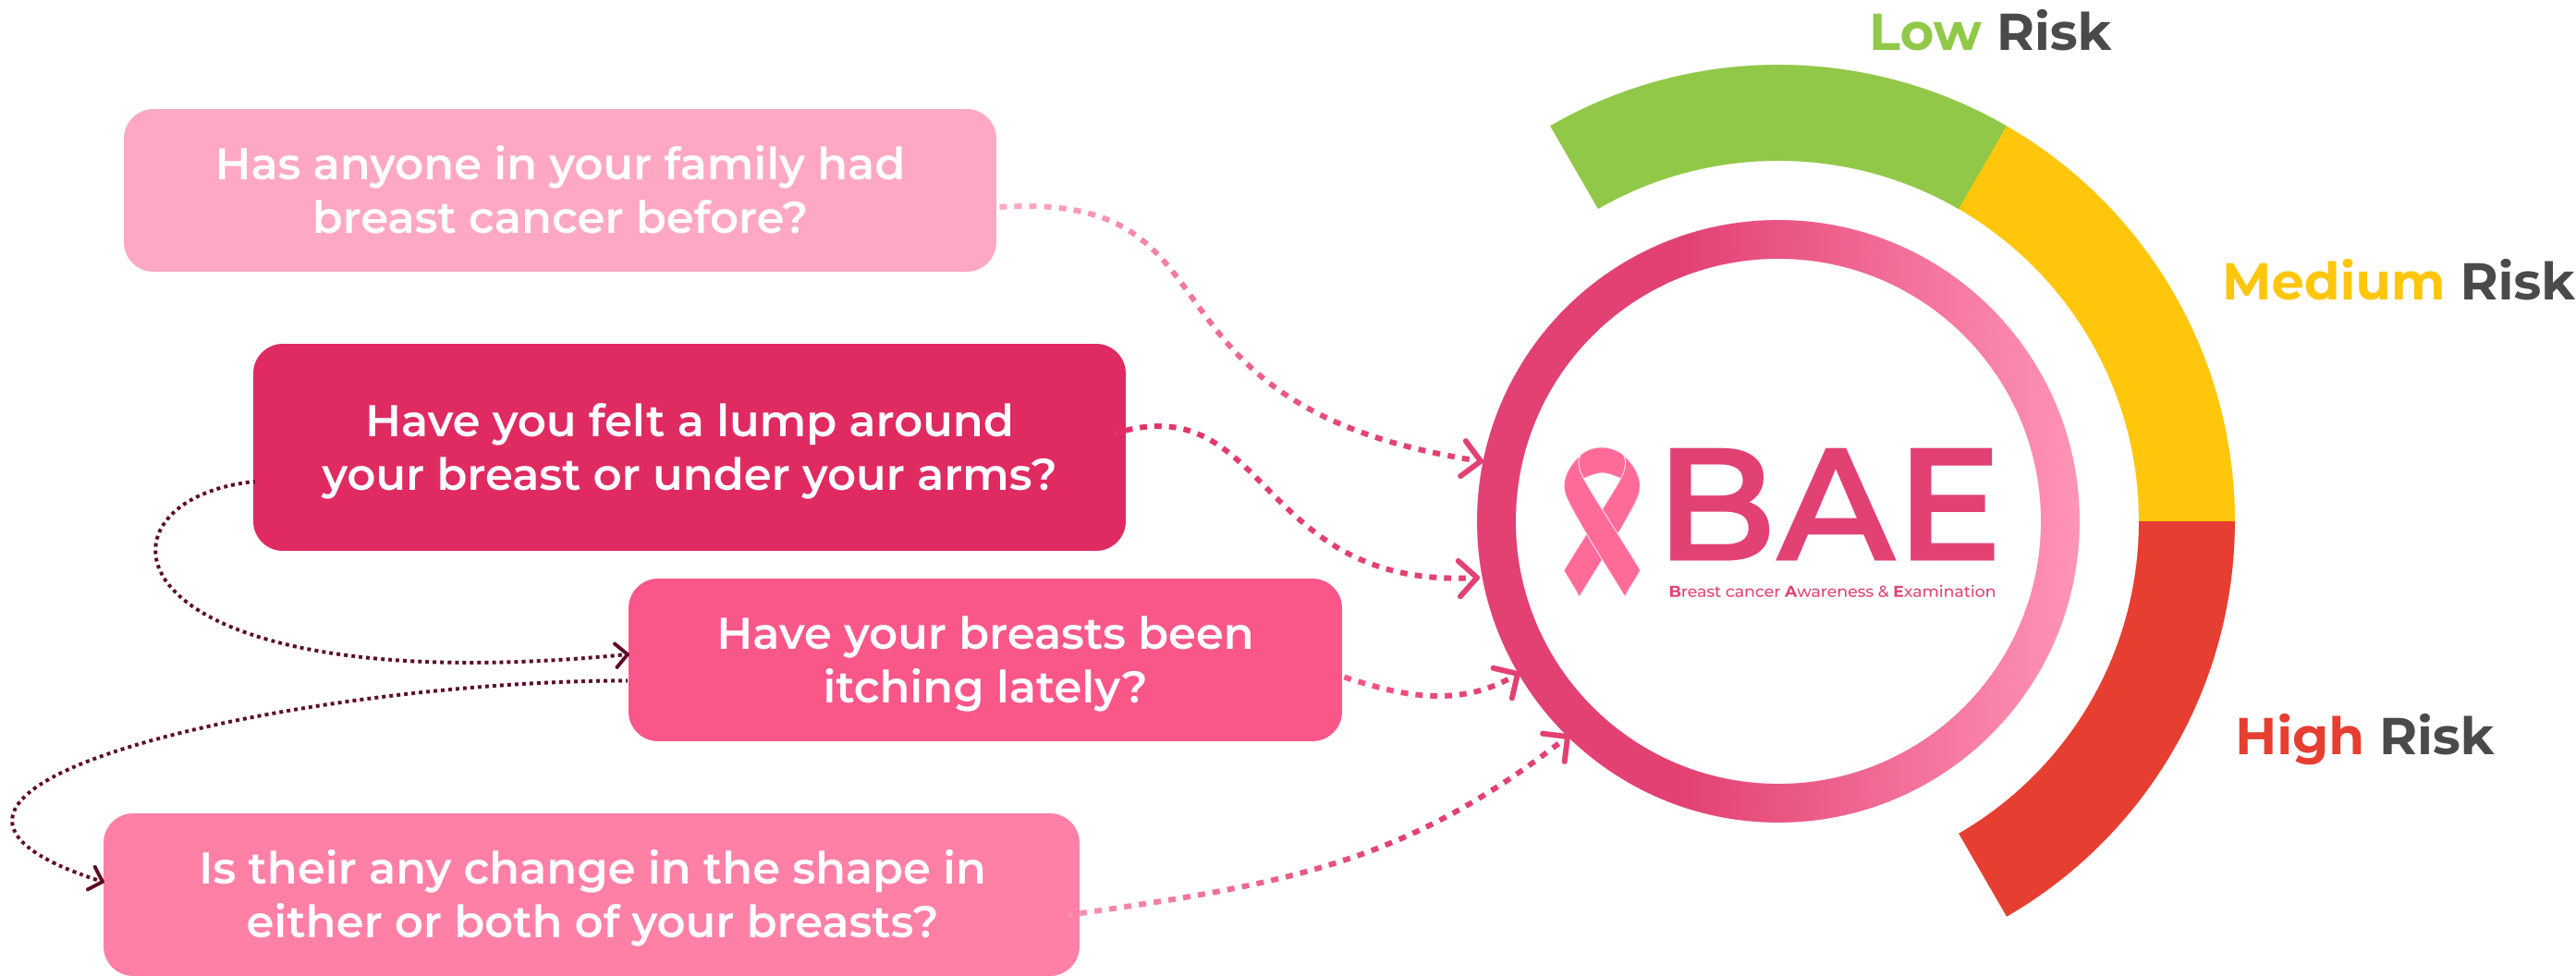 Low Risk
Has anyone in your family had
breast cancer before?
Medium Risk
Have you felt a lump around
your breast or under your arms?
BAE
Breast cancer Awareness & Examination
Have your breasts been
itching lately?
High Risk
Is their any change in the shape in
either or both of your breasts?